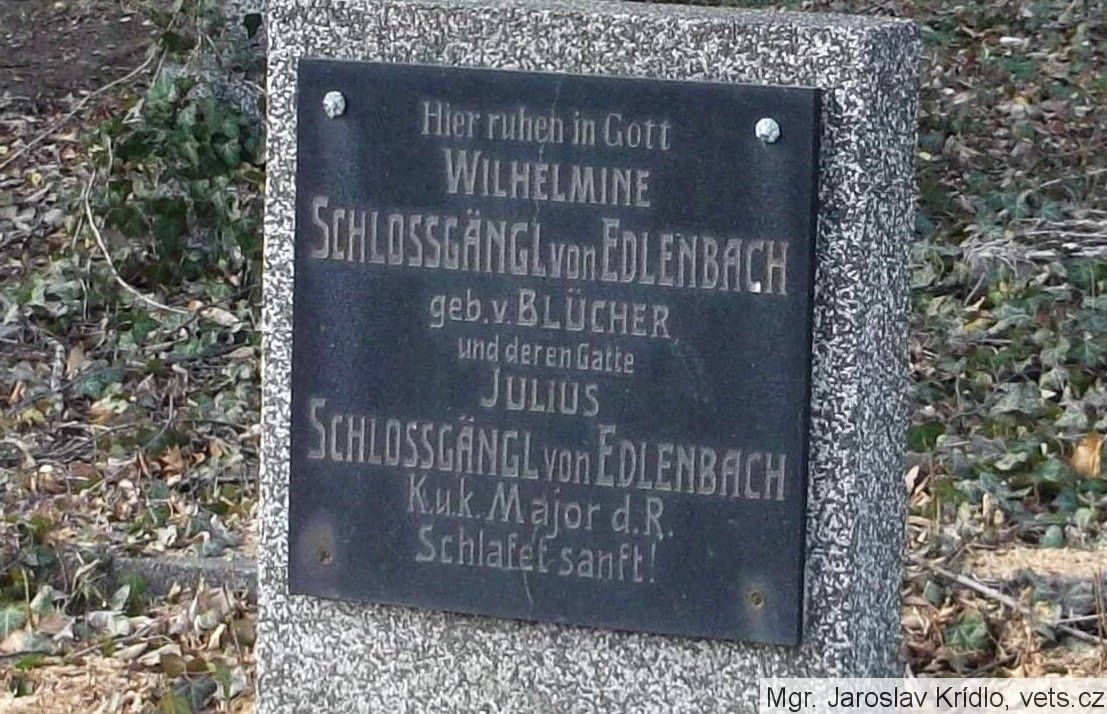 Hier ruhen in Gott
WILHELMINE
SCHLOSSGÄNGL von EDLENBACH
geb. v. BLÜCHER,
und deren Gatte
JULIUS
SCHLOSSGÄNGL von EDLENBACH
K.u.k. Major d. R.
Schlafet sanft!
Mgr. Jaroslav Krídlo, vets.cz